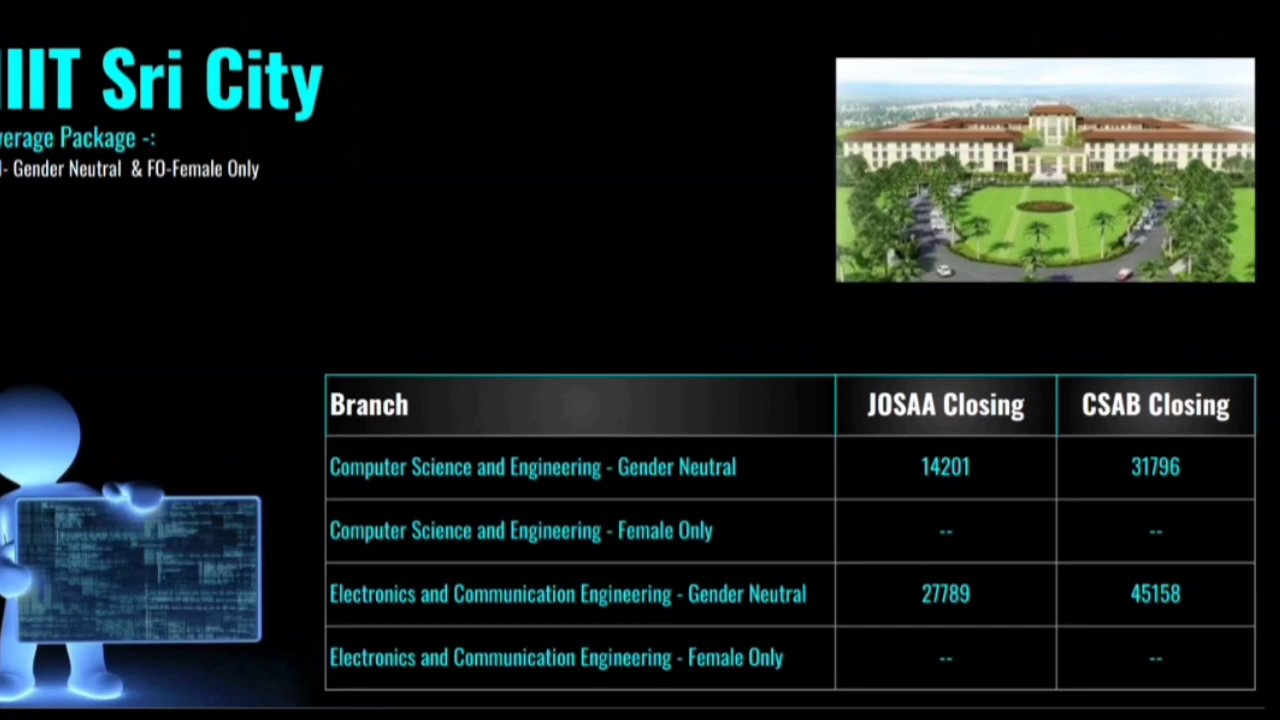 IIIT Sri City
verage Package -:
- Gender Neutral & FO-Female Only
Branch JOSAA Closing CSAB Closing
Computer Science and Engineering - Gender Neutral 14201 31796
Computer Science and Engineering - Female Only -- --
Electronics and Communication Engineering - Gender Neutral 27789 45158
Electronics and Communication Engineering - Female Only -- --